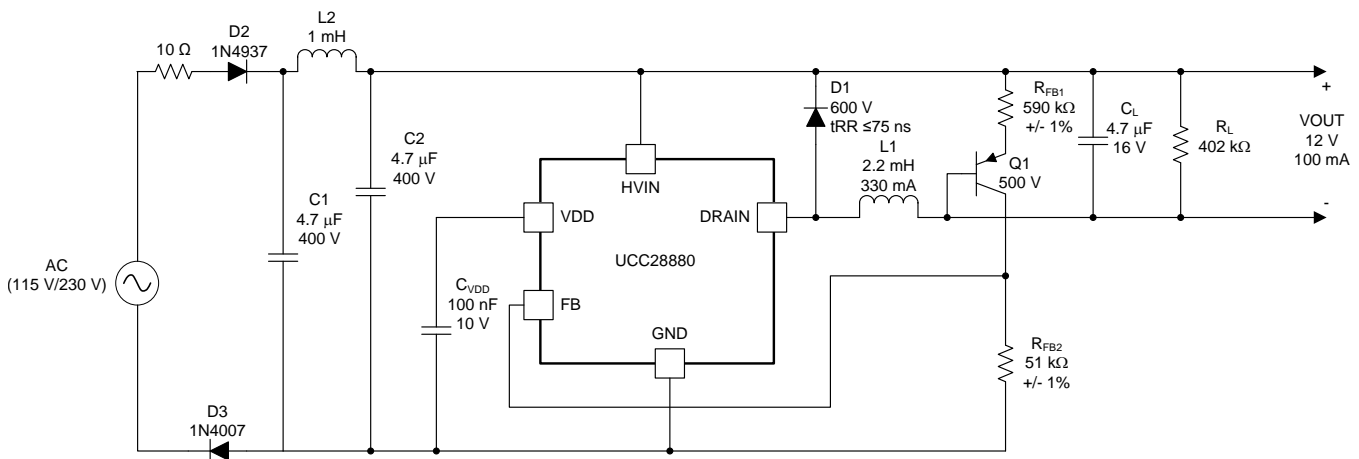 10 Ω
D2
1N4937
L2
1 mH
C1
4.7 μF
400 V
C2
4.7 μF
400 V
AC
(115 V/230 V)
D3
1N4007
CVDD
100 nF
10 V
HVIN
VDD
DRAIN
UCC28880
FB
GND
D1
600 V
tRR ≤75 ns
L1
2.2 mH
330 mA
RFB1
590 kΩ
+/- 1%
Q1
500 V
CL
4.7 μF
16 V
RL
402 kΩ
+
VOUT
12 V
100 mA
-
RFB2
51 kΩ
+/- 1%